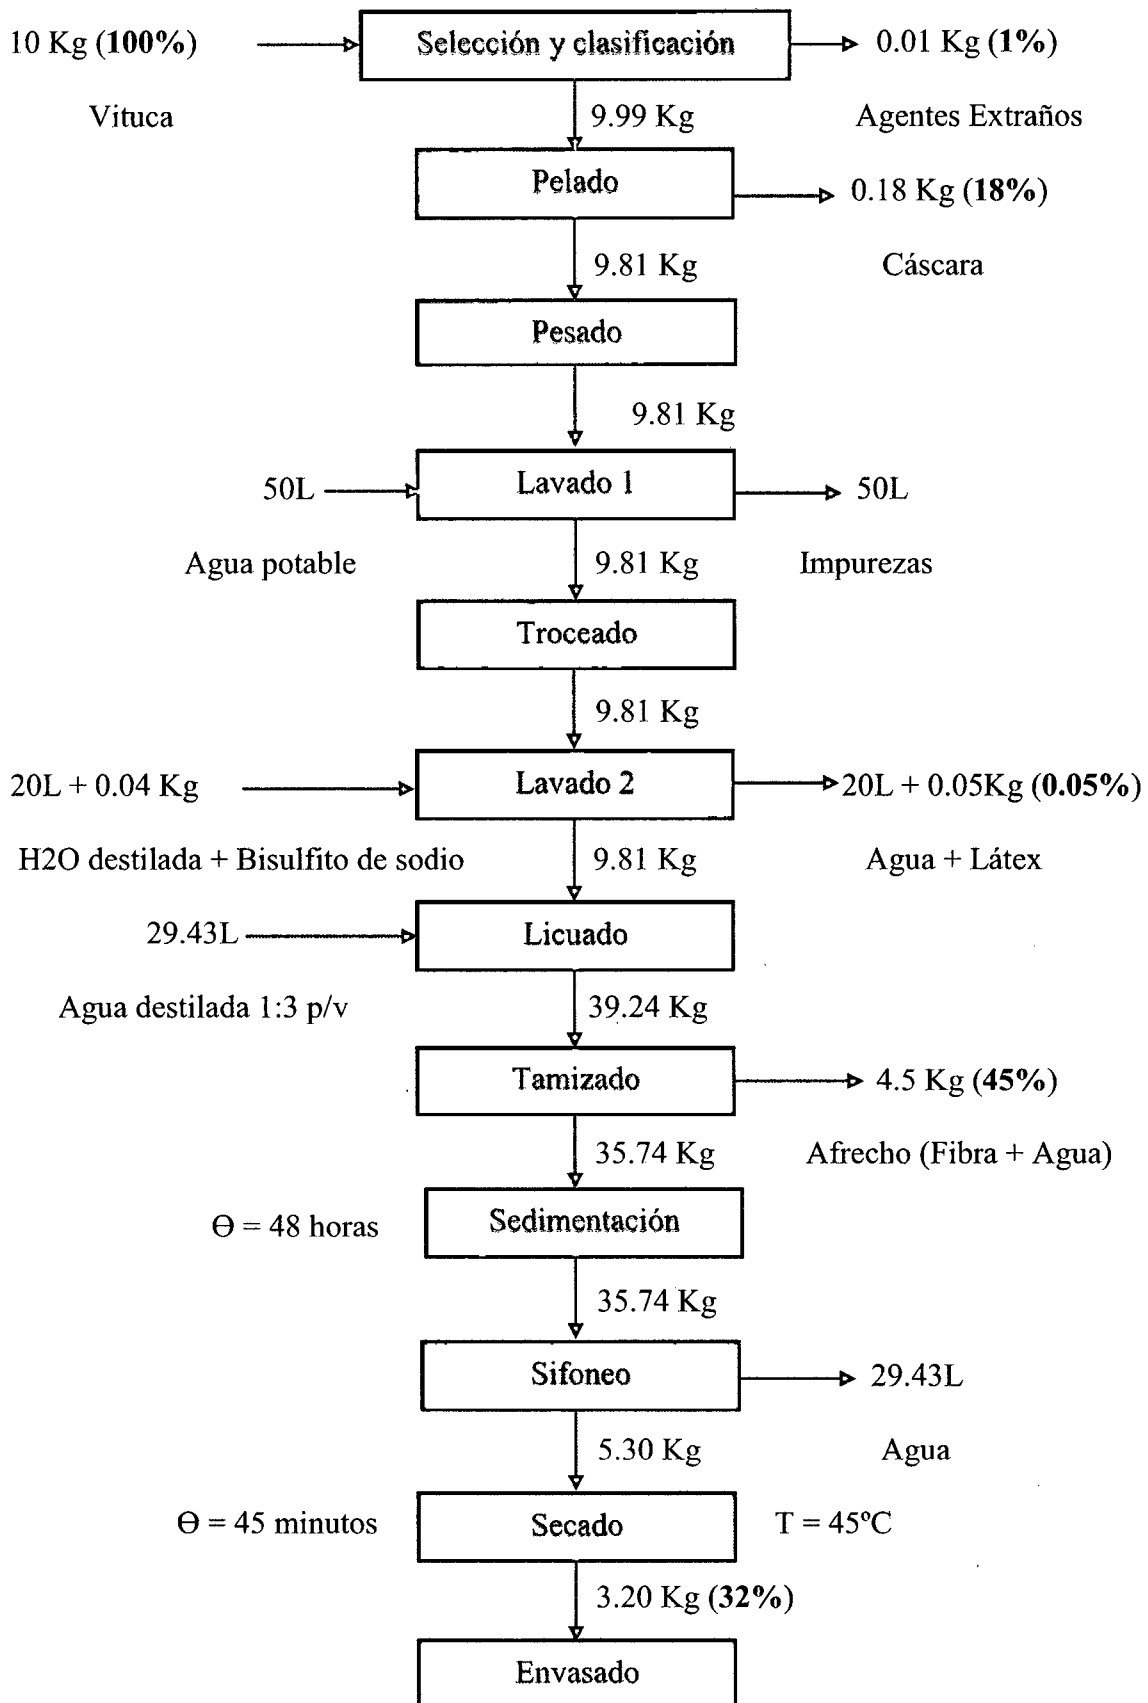 10 Kg (100%)
Selección y clasificación
0.01 Kg (1%)
Vituca
9.99 Kg
Agentes Extraños
Pelado
0.18 Kg (18%)
9.81 Kg
Cáscara
Pesado
9.81 Kg
50L
Lavado 1
50L
Agua potable
9.81 Kg
Impurezas
Troceado
9.81 Kg
20L + 0.04 Kg
Lavado 2
20L + 0.05Kg (0.05%)
H2O destilada + Bisulfito de sodio
9.81 Kg
Agua + Látex
29.43L
Licuado
Agua destilada 1:3 p/v
39.24 Kg
Tamizado
4.5 Kg (45%)
35.74 Kg
Afrecho (Fibra + Agua)
Sedimentación
ϴ = 48 horas
35.74 Kg
Sifoneo
29.43L
5.30 Kg
Agua
ϴ = 45 minutos
Secado
T = 45ºC
3.20 Kg (32%)
Envasado